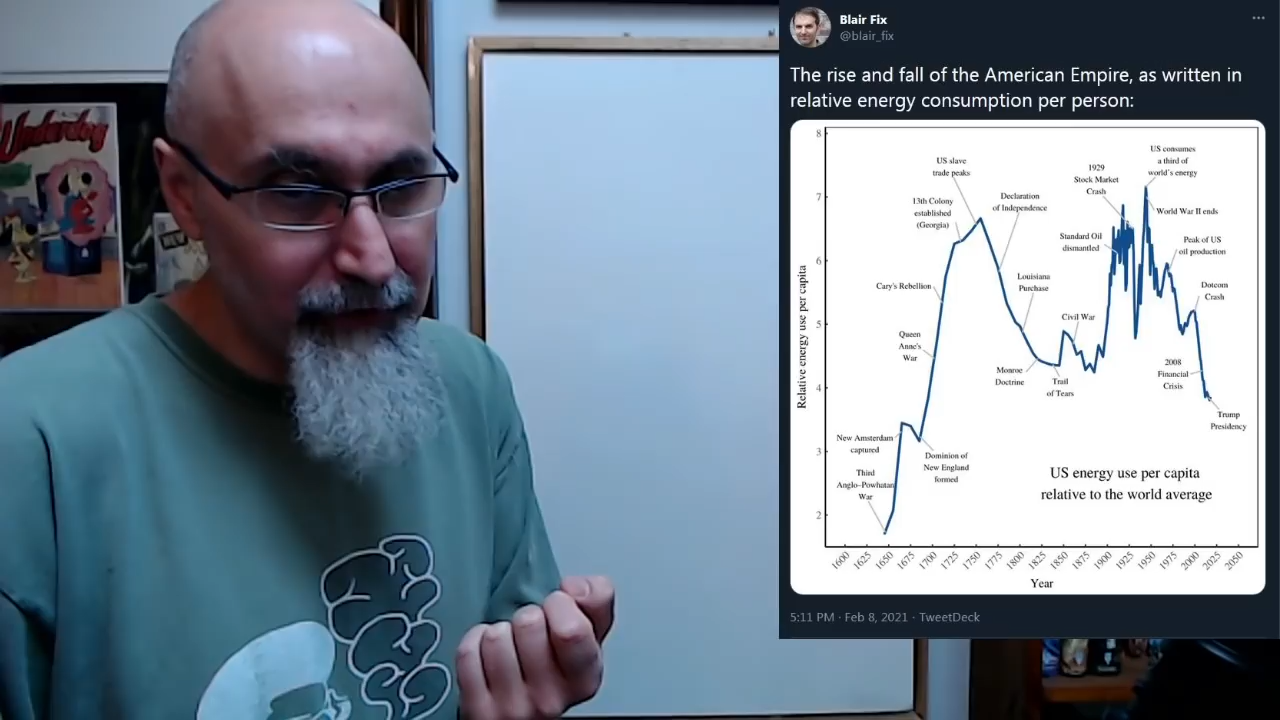 Underdog
NEW
Blair Fix
@blair_fix
The rise and fall of the American Empire, as written in
relative energy consumption per person:
8
7
6
5
4
3
2
Relative energy use per capita
US slave
trade peaks
13th Colony
established
(Georgia)
Declaration
of Independence
Cary's Rebellion
Louisiana
Purchase
Queen
Anne's
War
Monroe
Doctrine
Trail
of Tears
Civil War
New Amsterdam
captured
Dominion of
New England
formed
Third
Anglo–Powhatan
War
1929
Stock Market
Crash
US consumes
a third of
world's energy
World War II ends
Standard Oil
dismantled
Peak of US
oil production
Dotcom
Crash
2008
Financial
Crisis
Trump
Presidency
US energy use per capita
relative to the world average
1600 1625 1650 1675 1700 1725 1750 1775 1800 1825 1850 1875 1900 1925 1950 1975 2000 2025 2050
Year
5:11 PM · Feb 8, 2021 · TweetDeck